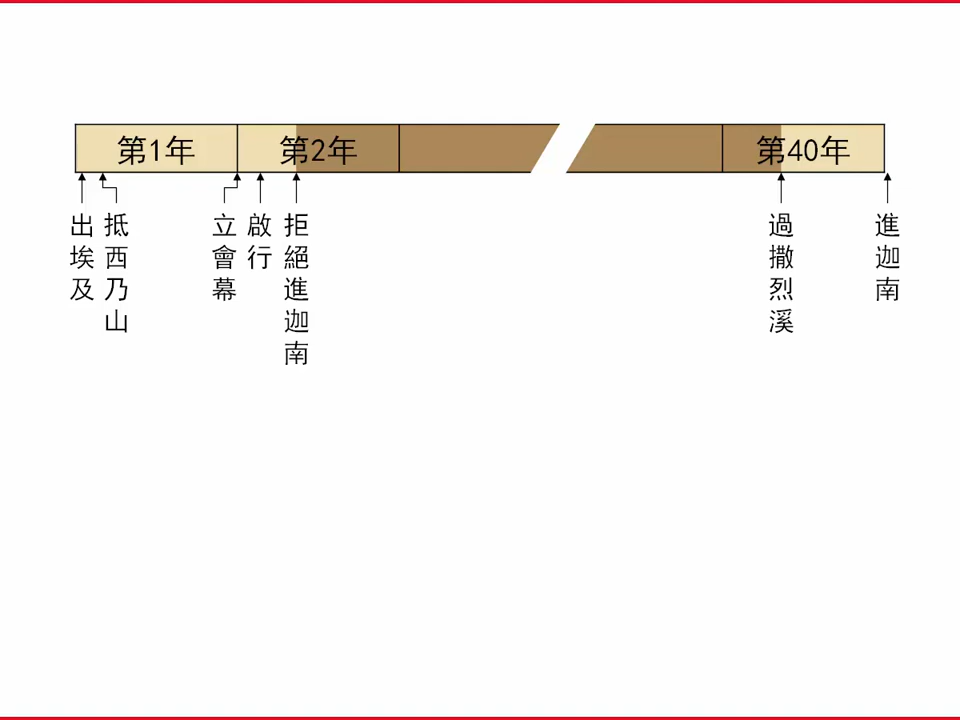 第1年
第2年
第40年
出埃及
抵西乃山
立會幕
啟行
拒絕進迦南
過撒烈溪
進迦南